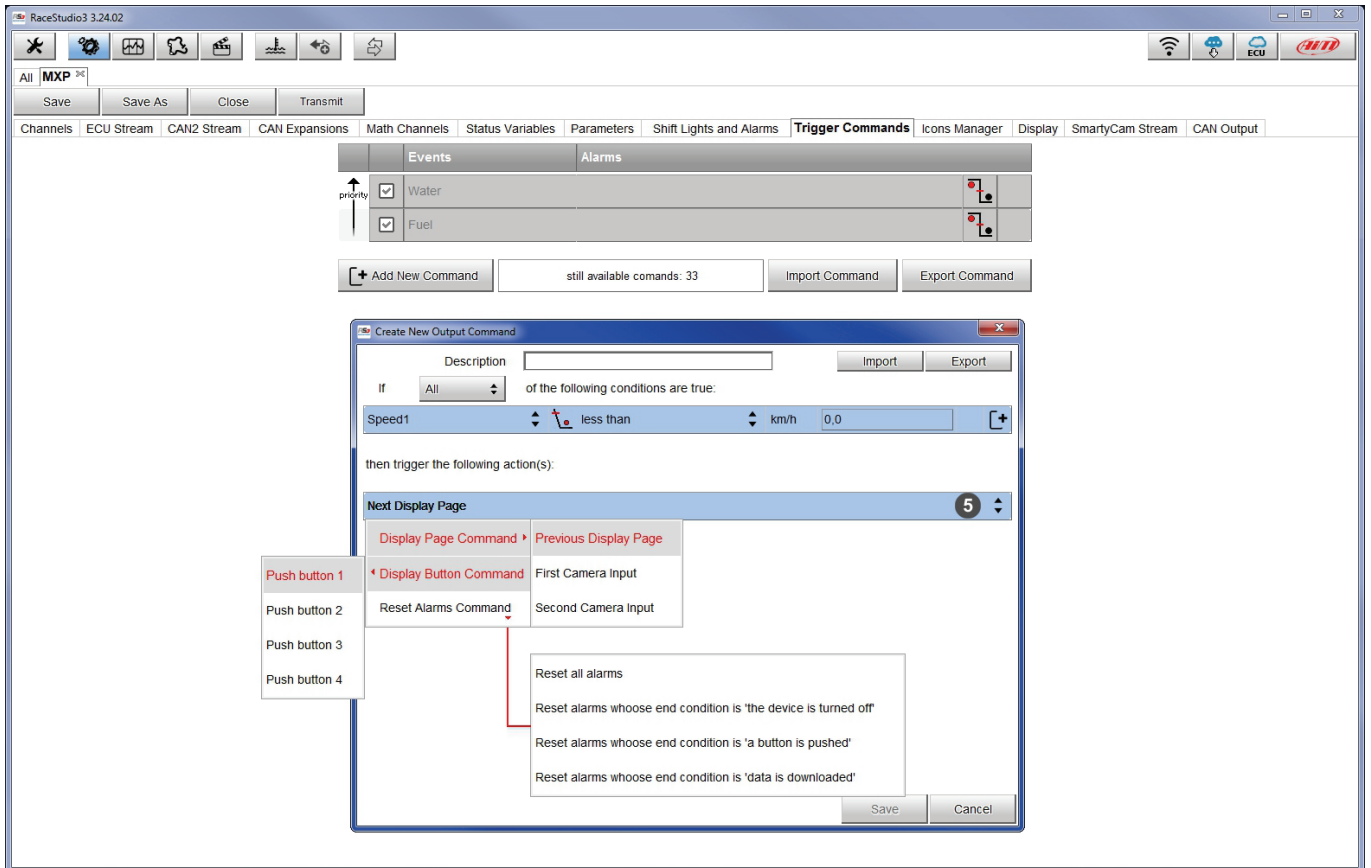 RaceStudio3 3.24.02
ECU
AiM
All MXP
Save Save As Close Transmit
Channels ECU Stream CAN2 Stream CAN Expansions Math Channels Status Variables Parameters Shift Lights and Alarms Trigger Commands Icons Manager Display SmartyCam Stream CAN Output
Events Alarms
priority
Water
Fuel
Add New Command still available comands: 33 Import Command Export Command
Create New Output Command
Description Import Export
If All of the following conditions are true:
Speed1 less than km/h 0,0
then trigger the following action(s):
Next Display Page 5
Display Page Command Previous Display Page
Push button 1 Display Button Command First Camera Input
Push button 2 Reset Alarms Command Second Camera Input
Push button 3
Push button 4
Reset all alarms
Reset alarms whoose end condition is 'the device is turned off'
Reset alarms whoose end condition is 'a button is pushed'
Reset alarms whoose end condition is 'data is downloaded'
Save Cancel